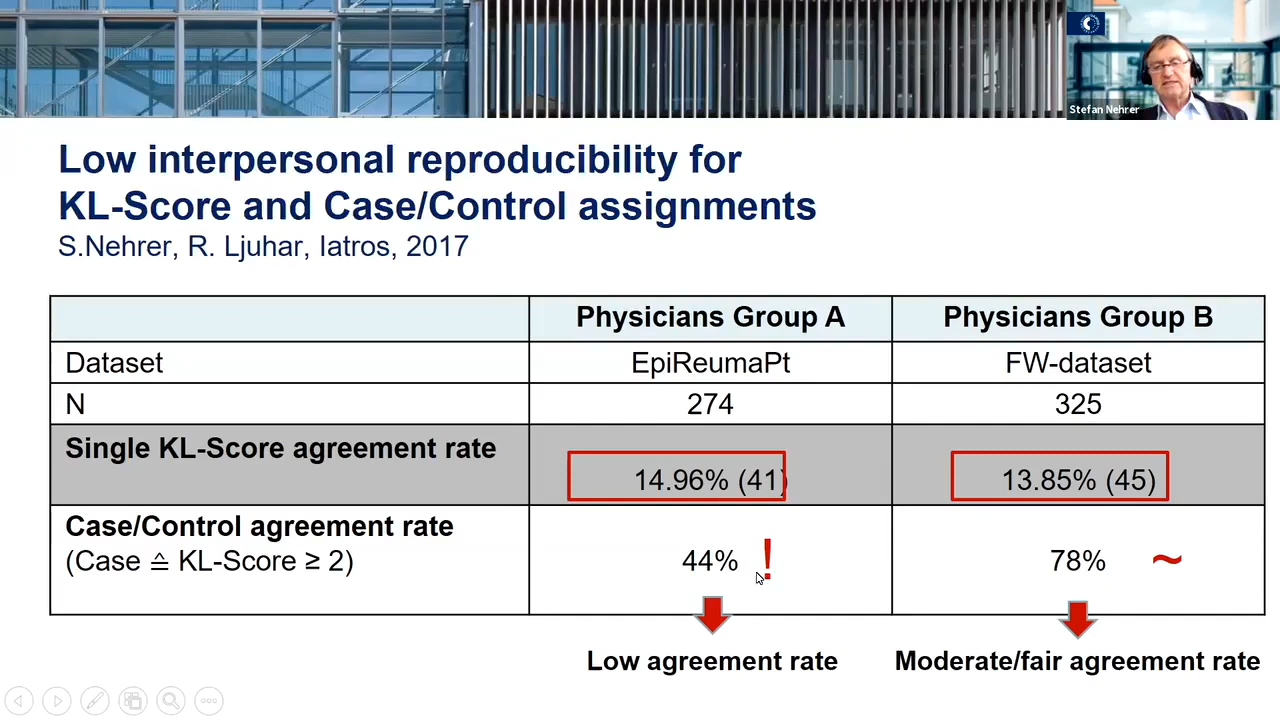 Stefan Nehrer
Low interpersonal reproducibility for
KL-Score and Case/Control assignments
S.Nehrer, R. Ljuhar, Iatros, 2017
Physicians Group A Physicians Group B
Dataset EpiReumaPt FW-dataset
N 274 325
Single KL-Score agreement rate
14.96% (41) 13.85% (45)
Case/Control agreement rate
(Case ≙ KL-Score ≥ 2) 44% ! 78% ~
Low agreement rate Moderate/fair agreement rate